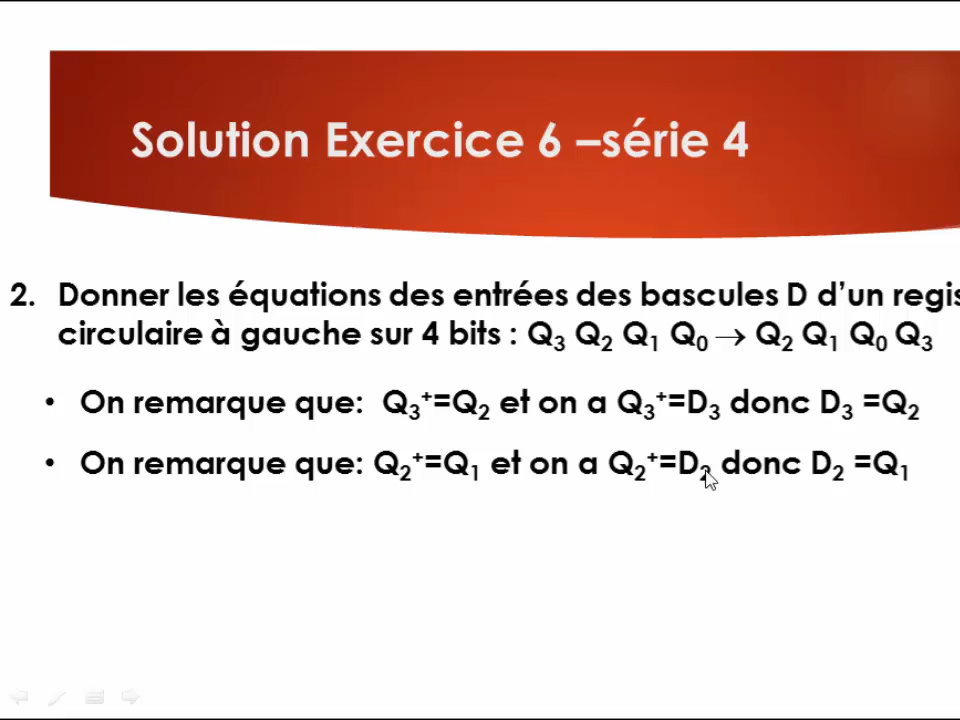 Solution Exercice 6 –série 4
2. Donner les équations des entrées des bascules D d’un regis
circulaire à gauche sur 4 bits : Q₃ Q₂ Q₁ Q₀ → Q₂ Q₁ Q₀ Q₃
• On remarque que: Q₃⁺=Q₂ et on a Q₃⁺=D₃ donc D₃ =Q₂
• On remarque que: Q₂⁺=Q₁ et on a Q₂⁺=D₂ donc D₂ =Q₁